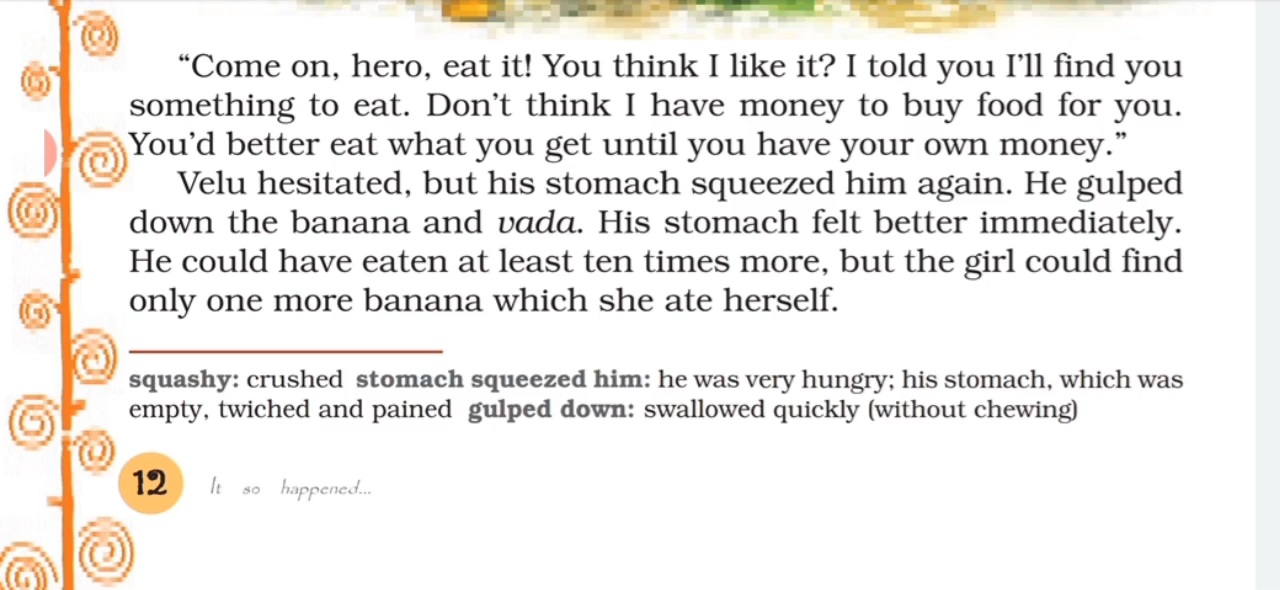 “Come on, hero, eat it! You think I like it? I told you I’ll find you
something to eat. Don’t think I have money to buy food for you.
You’d better eat what you get until you have your own money.”
Velu hesitated, but his stomach squeezed him again. He gulped
down the banana and vada. His stomach felt better immediately.
He could have eaten at least ten times more, but the girl could find
only one more banana which she ate herself.
squashy: crushed stomach squeezed him: he was very hungry; his stomach, which was
empty, twiched and pained gulped down: swallowed quickly (without chewing)
12 It so happened...